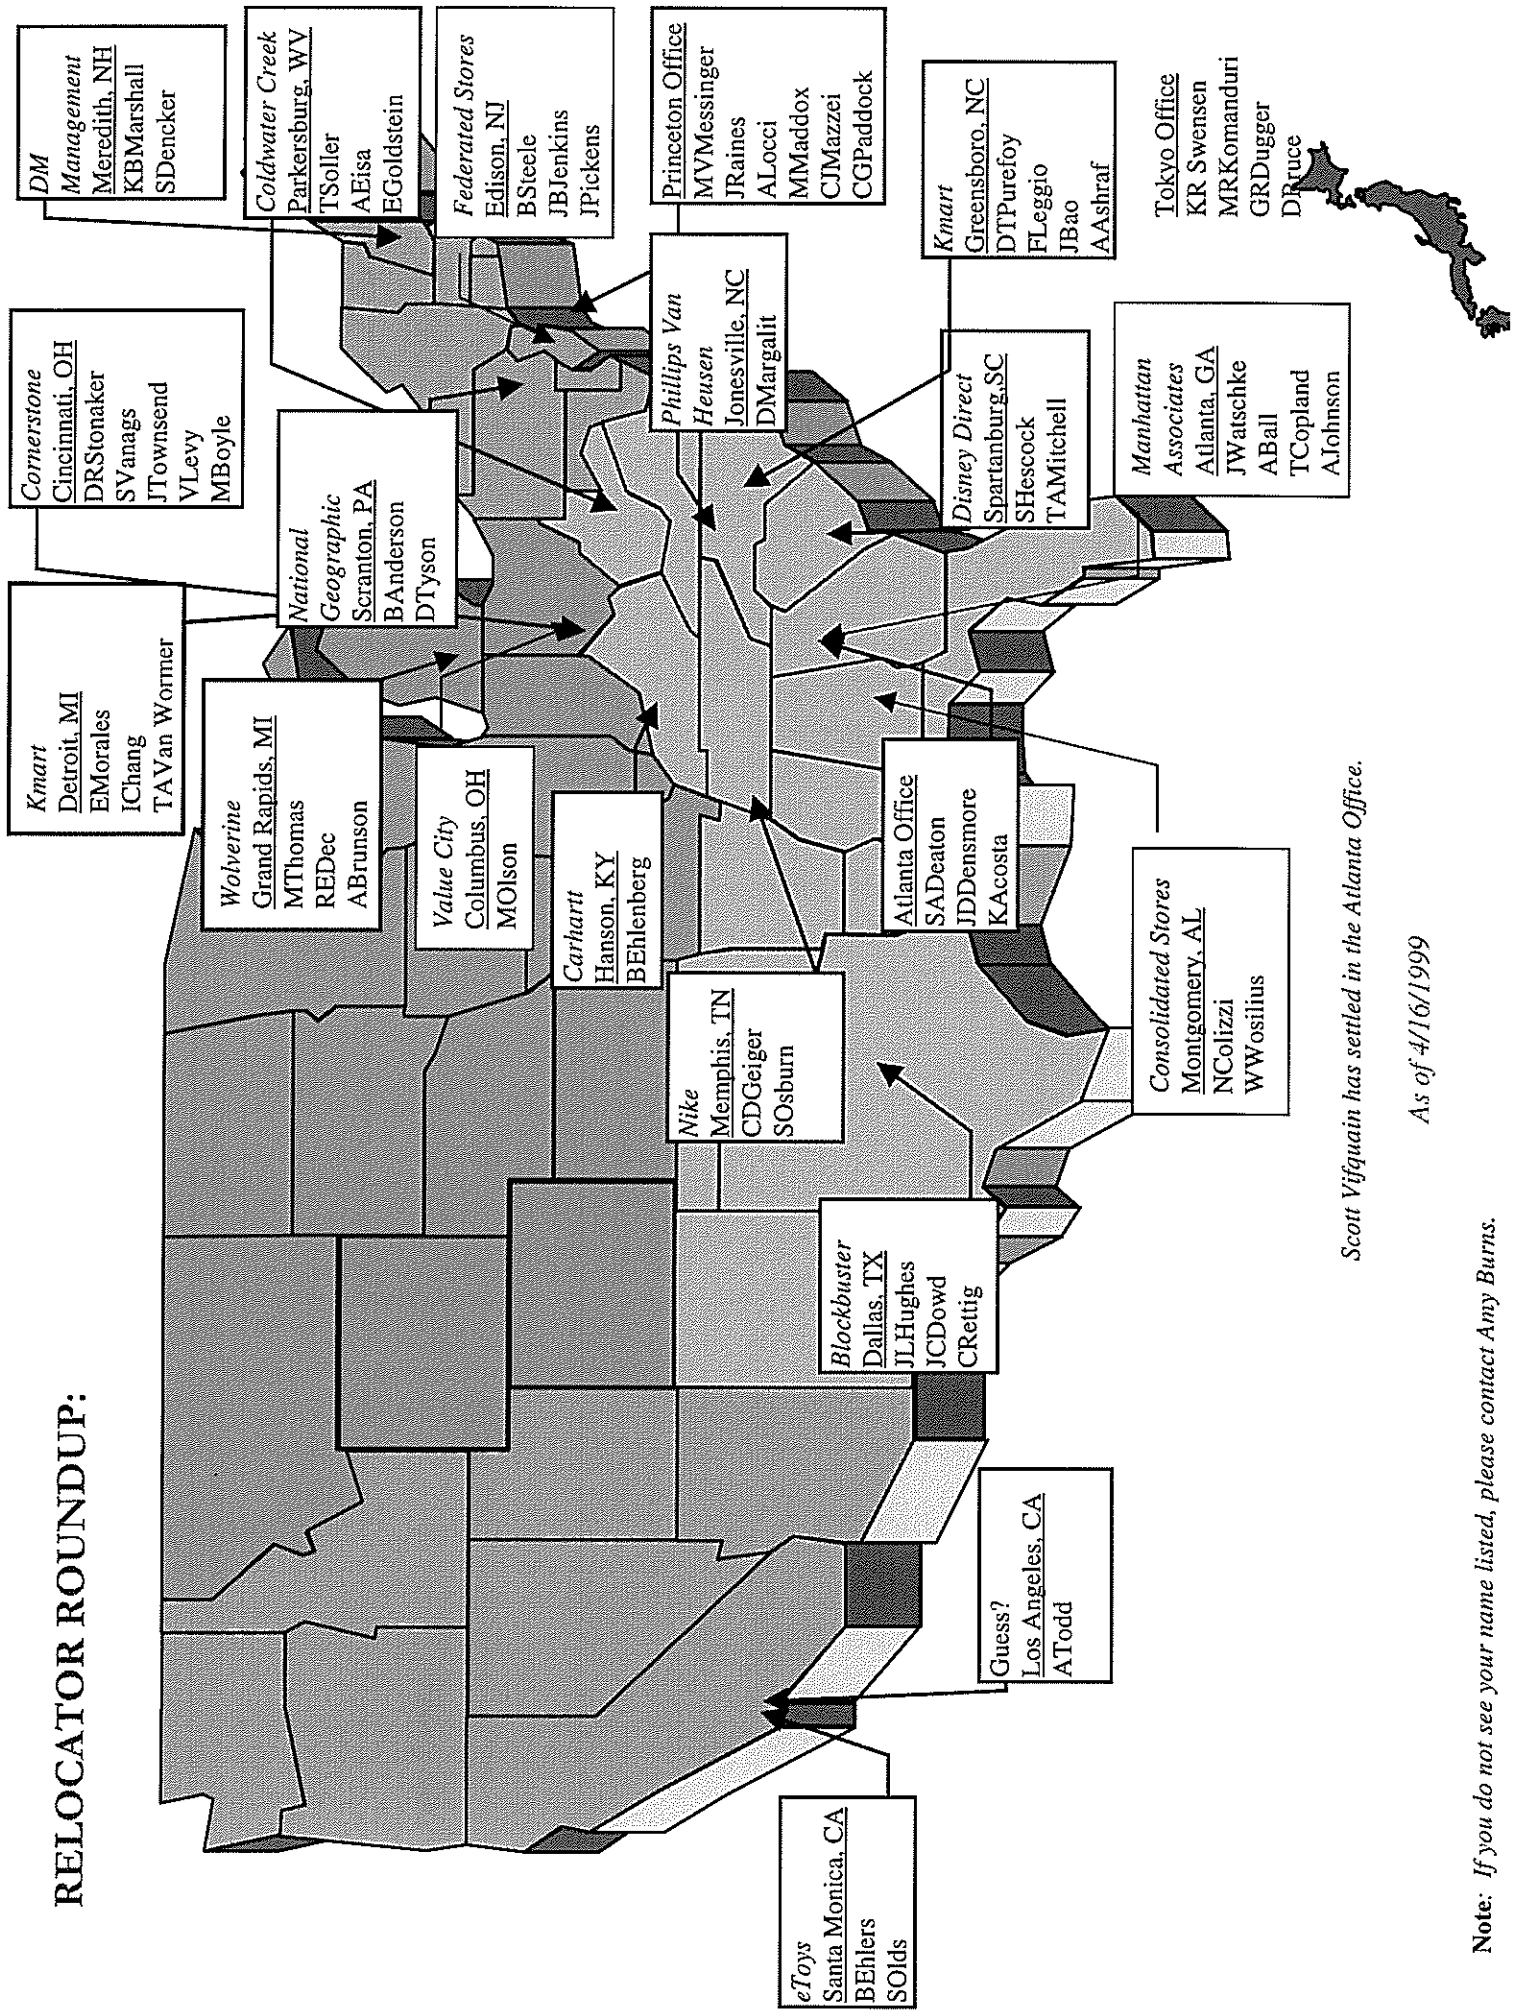 RELOCATOR ROUNDUP:
Kmart
Detroit, MI
EMorales
IChang
TAVan Wormer
Cornerstone
Cincinnati, OH
DRStonaker
SVanags
JTownsend
VLevy
MBoyle
DM
Management
Meredith, NH
KBMarshall
SDencker
Wolverine
Grand Rapids, MI
MThomas
REDec
ABrunson
National
Geographic
Scranton, PA
BAnderson
DTyson
Coldwater Creek
Parkersburg, WV
TSoller
AEisa
EGoldstein
Value City
Columbus, OH
MOlson
Federated Stores
Edison, NJ
BSteele
JBJenkins
JPickens
Carhartt
Hanson, KY
BEhlenberg
Princeton Office
MVMessinger
JRaines
ALocci
MMaddox
CJMazzei
CGPaddock
Nike
Memphis, TN
CDGeiger
SOsburn
Phillips Van
Heusen
Jonesville, NC
DMargalit
eToys
Santa Monica, CA
BEhlers
SOlds
Blockbuster
Dallas, TX
JLHughes
JCDowd
CRettig
Atlanta Office
SADeaton
JDDensmore
KAcosta
Kmart
Greensboro, NC
DTPurefoy
FLeggio
JBao
AAshraf
Disney Direct
Spartanburg,SC
SHescock
TAMitchell
Guess?
Los Angeles, CA
ATodd
Consolidated Stores
Montgomery, AL
NColizzi
WWosilius
Manhattan
Associates
Atlanta, GA
JWatschke
ABall
TCopland
AJohnson
Tokyo Office
KR Swensen
MRKomanduri
GRDugger
DBruce
Scott Vifquain has settled in the Atlanta Office.
As of 4/16/1999
Note: If you do not see your name listed, please contact Amy Burns.